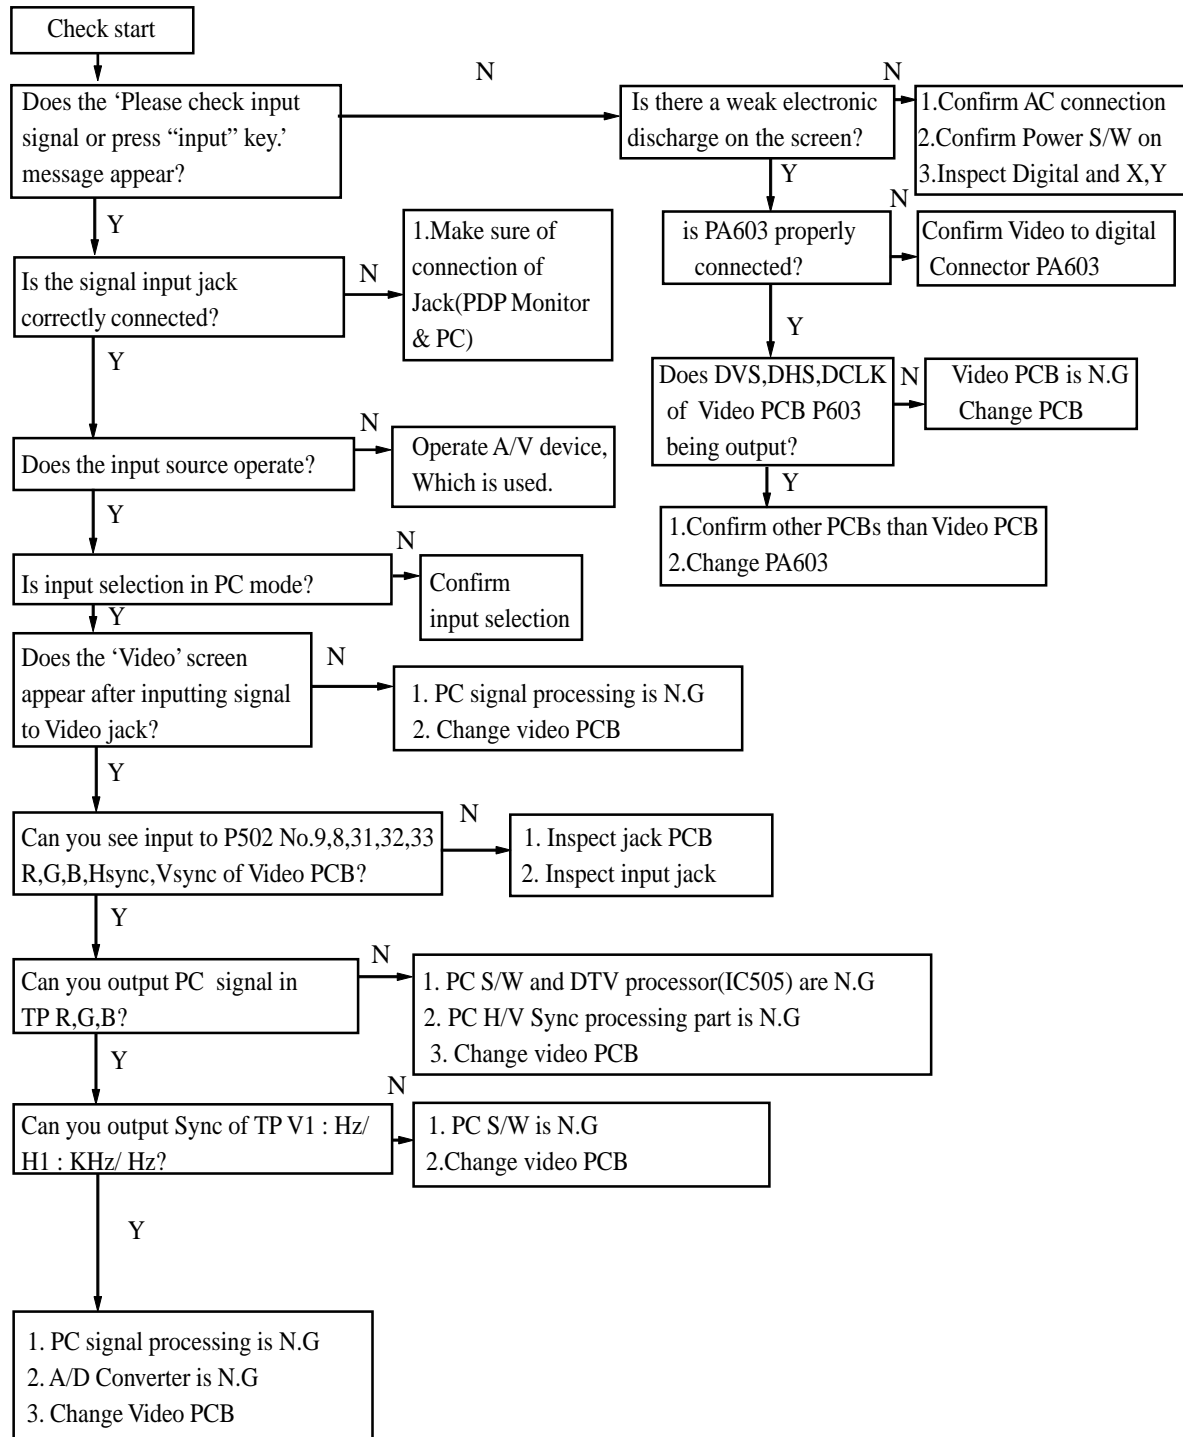 Check start
N
Does the ‘Please check input
signal or press “input” key.’
message appear?
Is there a weak electronic
discharge on the screen?
N
1.Confirm AC connection
2.Confirm Power S/W on
3.Inspect Digital and X,Y
Y
Y
is PA603 properly
connected?
N
Confirm Video to digital
Connector PA603
Is the signal input jack
correctly connected?
N
1.Make sure of
connection of
Jack(PDP Monitor
& PC)
Y
Does DVS,DHS,DCLK
of Video PCB P603
being output?
N
Video PCB is N.G
Change PCB
Y
Does the input source operate?
N
Operate A/V device,
Which is used.
Y
1.Confirm other PCBs than Video PCB
2.Change PA603
Y
Is input selection in PC mode?
N
Confirm
input selection
Y
Does the ‘Video’ screen
appear after inputting signal
to Video jack?
N
1. PC signal processing is N.G
2. Change video PCB
Y
Can you see input to P502 No.9,8,31,32,33
R,G,B,Hsync,Vsync of Video PCB?
N
1. Inspect jack PCB
2. Inspect input jack
Y
Can you output PC signal in
TP R,G,B?
N
1. PC S/W and DTV processor(IC505) are N.G
2. PC H/V Sync processing part is N.G
3. Change video PCB
Y
Can you output Sync of TP V1 : Hz/
H1 : KHz/ Hz?
N
1. PC S/W is N.G
2.Change video PCB
Y
1. PC signal processing is N.G
2. A/D Converter is N.G
3. Change Video PCB